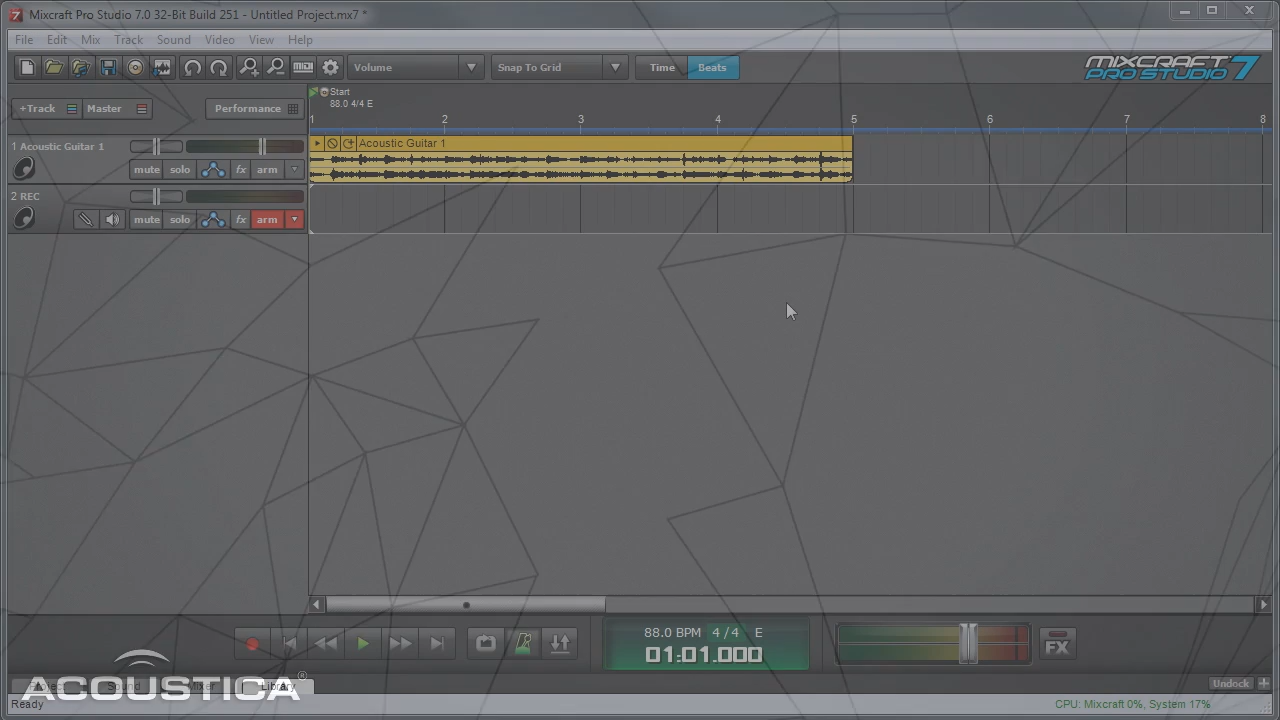 Mixcraft Pro Studio 7.0 32-Bit Build 251 - Untitled Project.mx7 *
File Edit Mix Track Sound Video View Help
Volume Snap To Grid Time Beats
MIXCRAFT PRO STUDIO 7
+Track Master Performance
Start
88.0 4/4 E
1 2 3 4 5 6 7 8
1 Acoustic Guitar 1
mute solo fx arm
Acoustic Guitar 1
2 REC
mute solo fx arm
88.0 BPM 4 / 4 E
01:01.000
FX
Project Sound Mixer Library
Undock +
ACOUSTICA®
Ready
CPU: Mixcraft 0%, System 17%